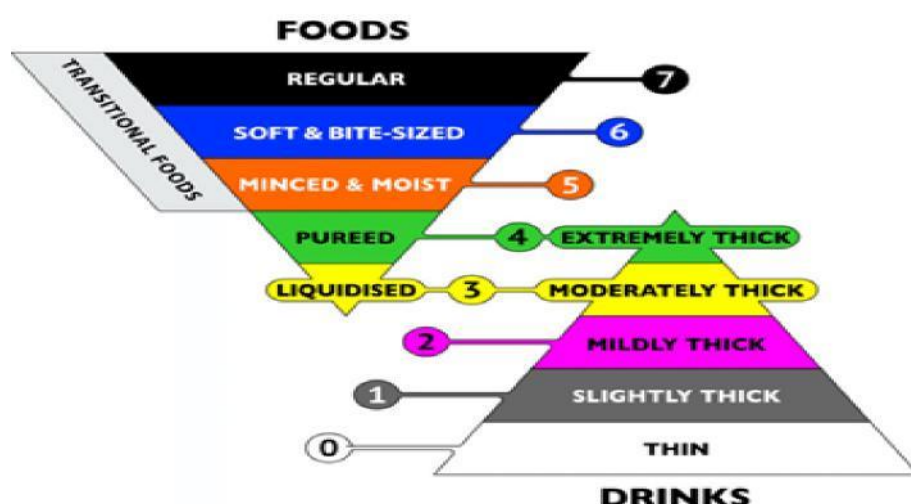 FOODS
TRANSITIONAL FOODS
REGULAR 7
SOFT & BITE-SIZED 6
MINCED & MOIST 5
PUREED 4 EXTREMELY THICK
LIQUIDISED 3 MODERATELY THICK
2 MILDLY THICK
1 SLIGHTLY THICK
0 THIN
DRINKS